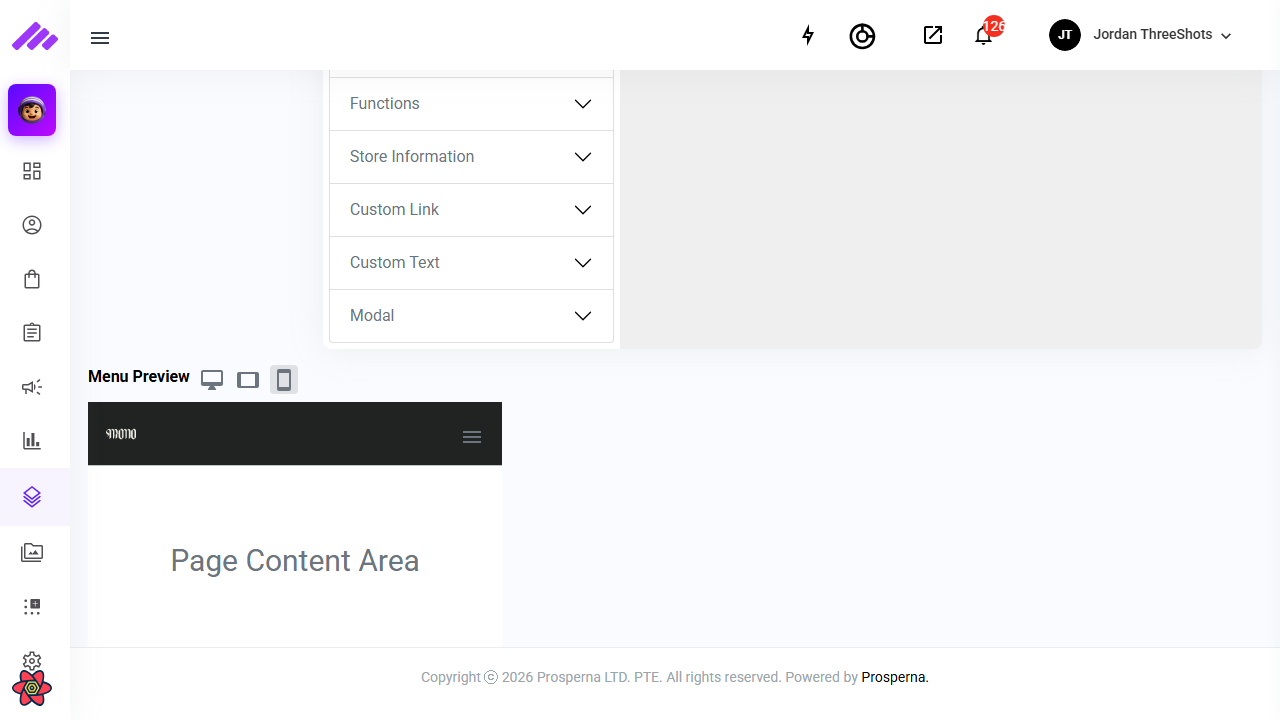 126
JT
Jordan ThreeShots
Functions
Store Information
Custom Link
Custom Text
Modal
Menu Preview
Page Content Area
Copyright ⓒ 2026 Prosperna LTD. PTE. All rights reserved. Powered by Prosperna.